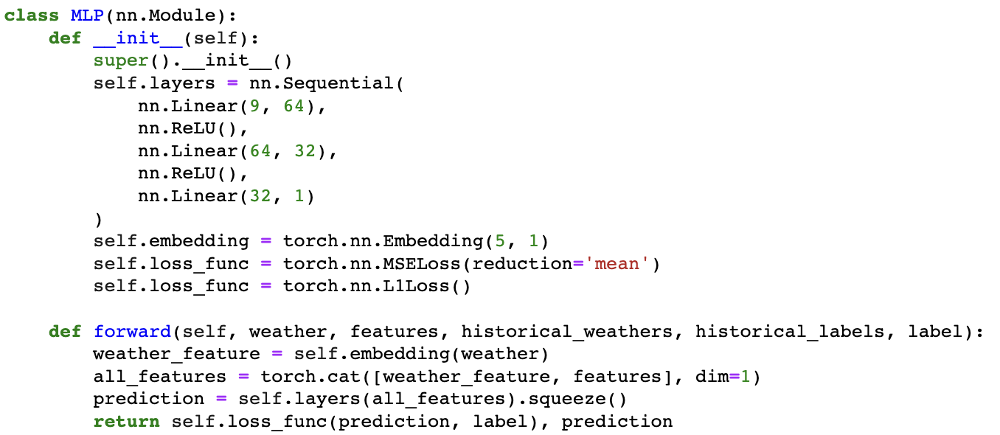 class MLP(nn.Module):
    def __init__(self):
        super().__init__()
        self.layers = nn.Sequential(
            nn.Linear(9, 64),
            nn.ReLU(),
            nn.Linear(64, 32),
            nn.ReLU(),
            nn.Linear(32, 1)
        )
        self.embedding = torch.nn.Embedding(5, 1)
        self.loss_func = torch.nn.MSELoss(reduction='mean')
        self.loss_func = torch.nn.L1Loss()

    def forward(self, weather, features, historical_weathers, historical_labels, label):
        weather_feature = self.embedding(weather)
        all_features = torch.cat([weather_feature, features], dim=1)
        prediction = self.layers(all_features).squeeze()
        return self.loss_func(prediction, label), prediction